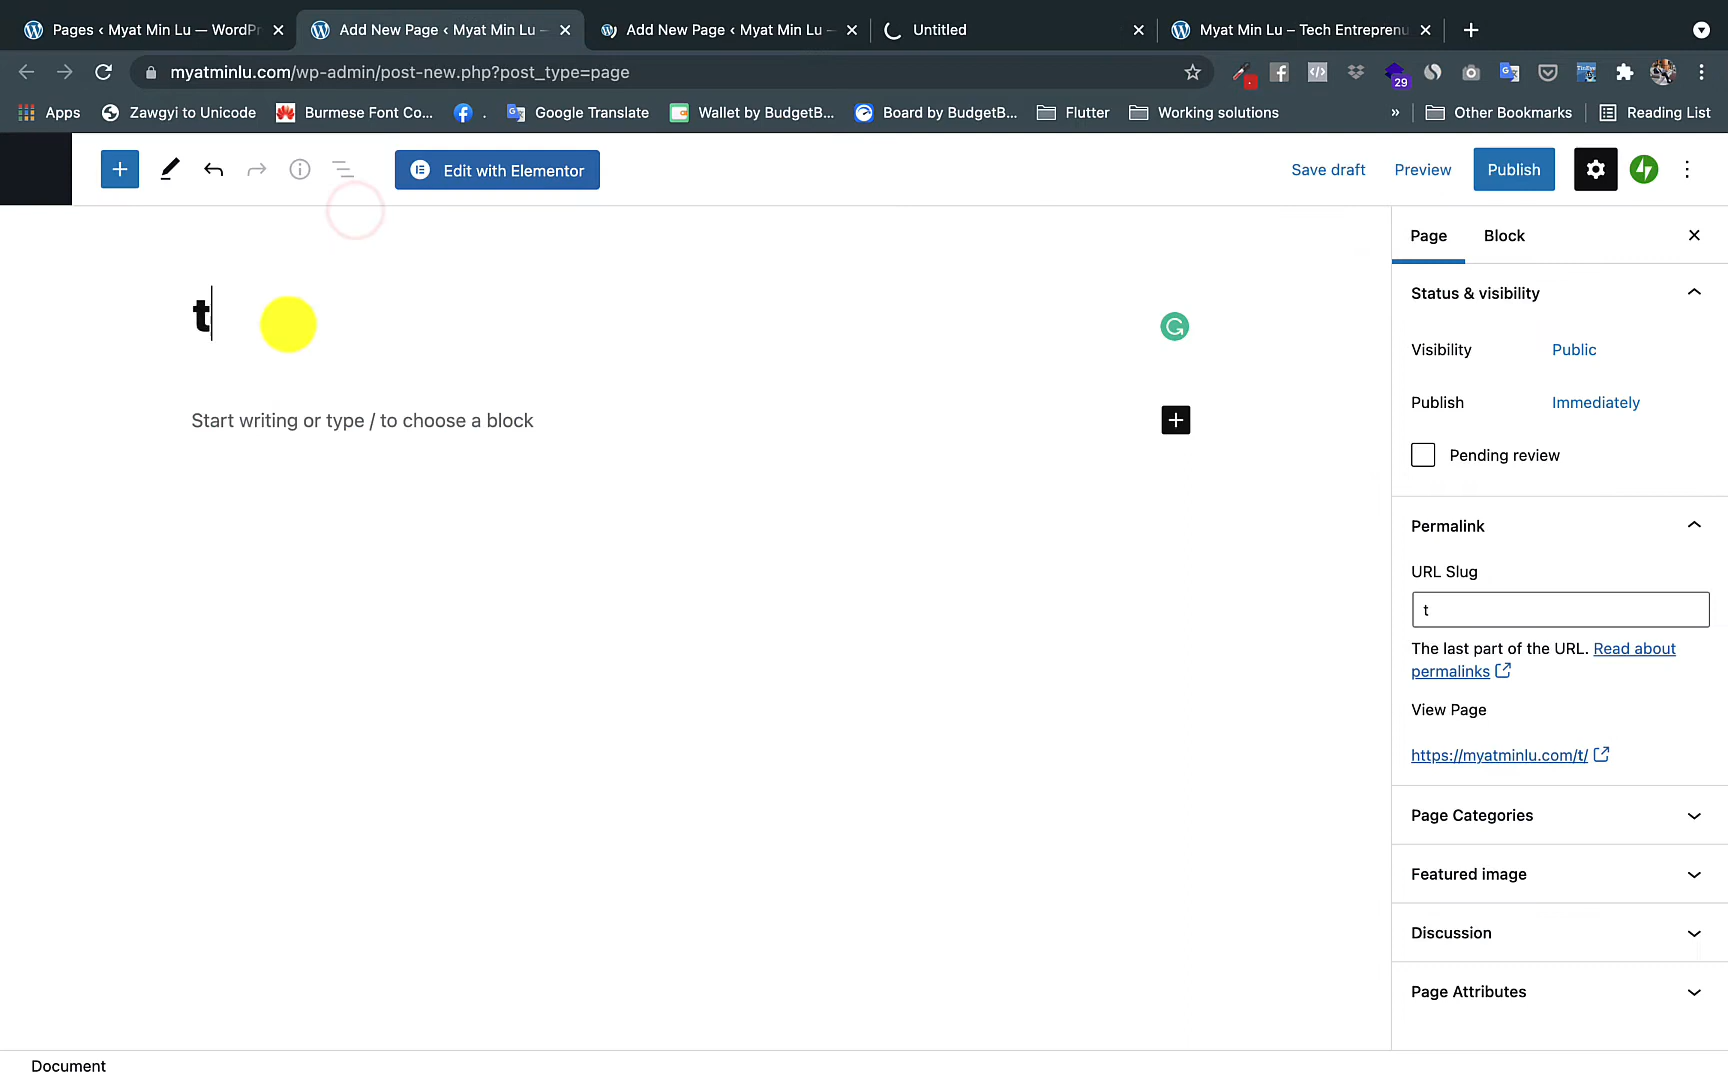 Pages ‹ Myat Min Lu — WordPr
Add New Page ‹ Myat Min Lu –
Add New Page ‹ Myat Min Lu –
Untitled
Myat Min Lu – Tech Entreprenu
myatminlu.com/wp-admin/post-new.php?post_type=page
29
Apps
Zawgyi to Unicode
Burmese Font Co...
.
Google Translate
Wallet by BudgetB...
Board by BudgetB...
Flutter
Working solutions
»
Other Bookmarks
Reading List
Edit with Elementor
Save draft
Preview
Publish
Page
Block
Status & visibility
t
Visibility
Public
Publish
Immediately
Start writing or type / to choose a block
Pending review
Permalink
URL Slug
t
The last part of the URL. Read about
permalinks
View Page
https://myatminlu.com/t/
Page Categories
Featured image
Discussion
Page Attributes
Document